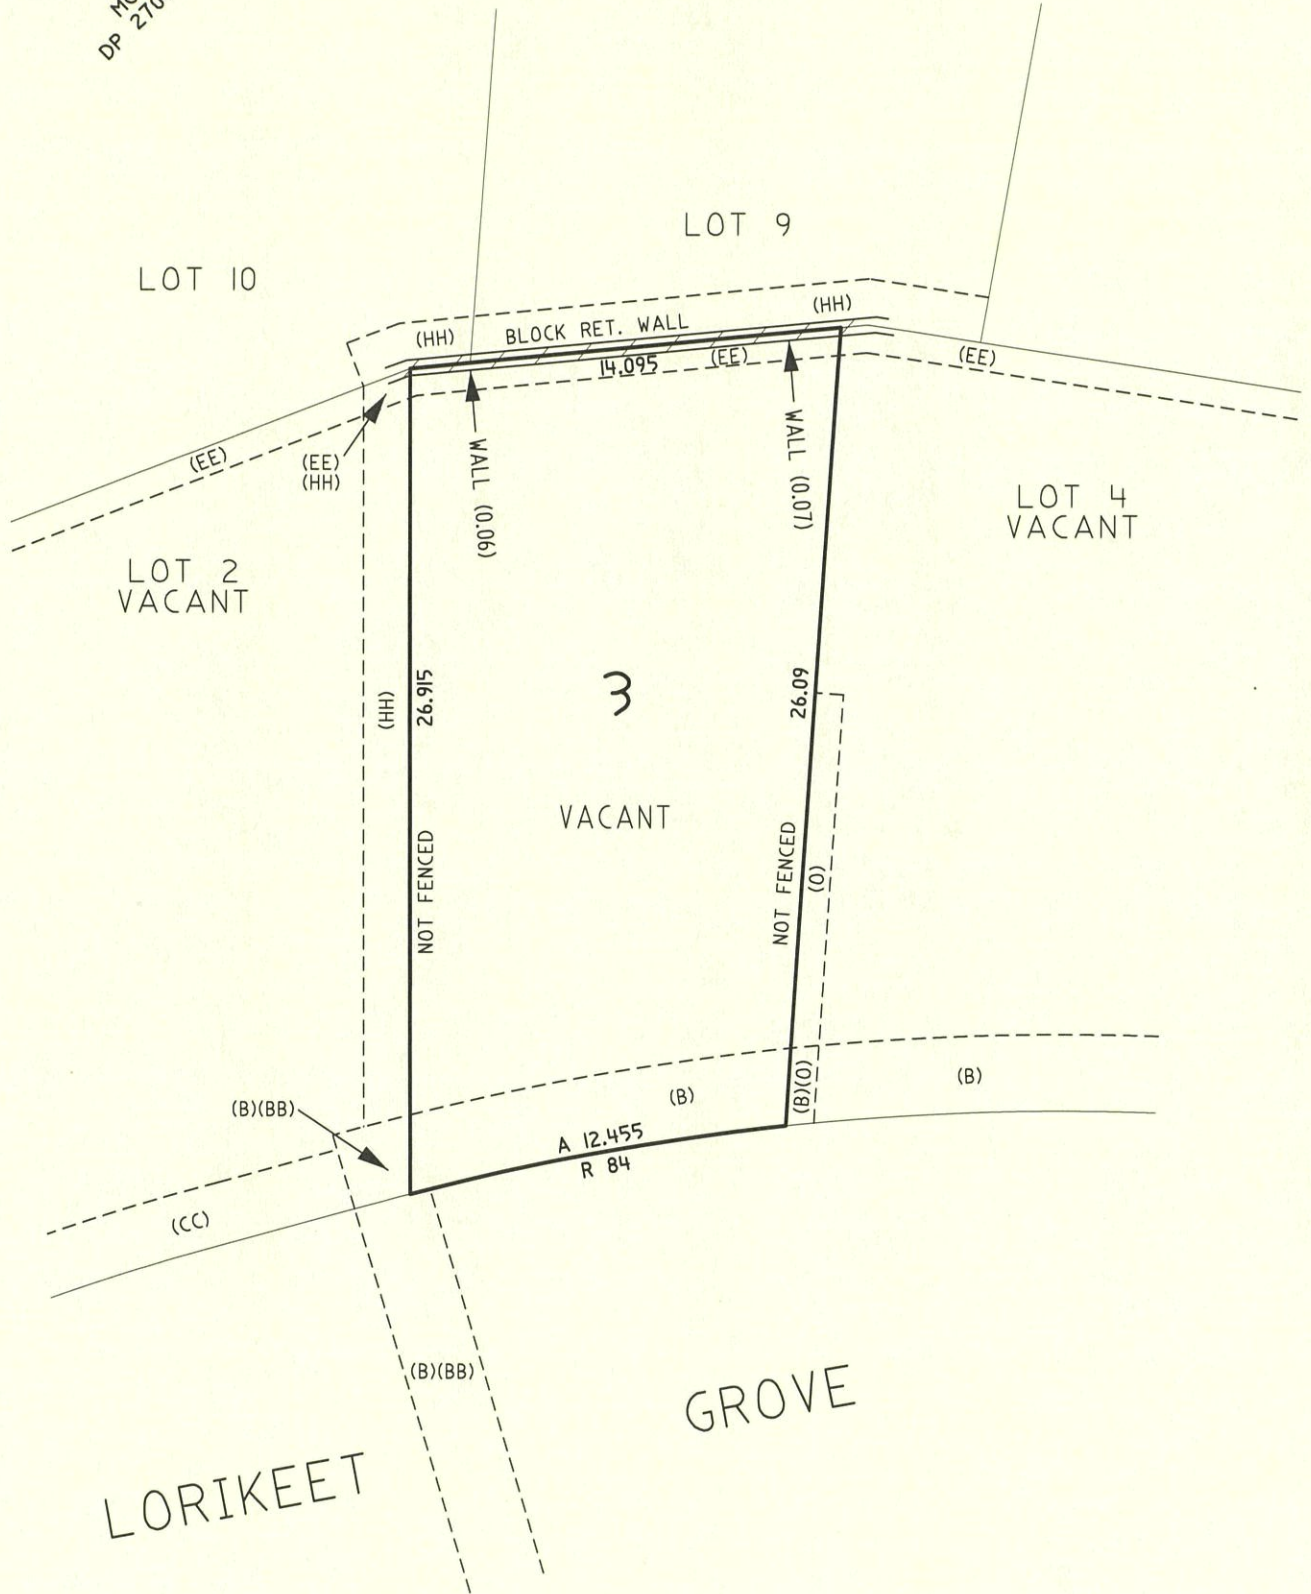 DP 270
LOT 9
LOT 10
(HH)
BLOCK RET. WALL
(HH)
14.095
(EE)
(EE)
(EE)
(EE)
(HH)
WALL (0.06)
WALL (0.07)
LOT 4
VACANT
LOT 2
VACANT
(HH)
26.915
3
26.09
VACANT
NOT FENCED
NOT FENCED
(O)
(B)(O)
(B)
(B)
(B)(BB)
A 12.455
R 84
(CC)
(B)(BB)
GROVE
LORIKEET